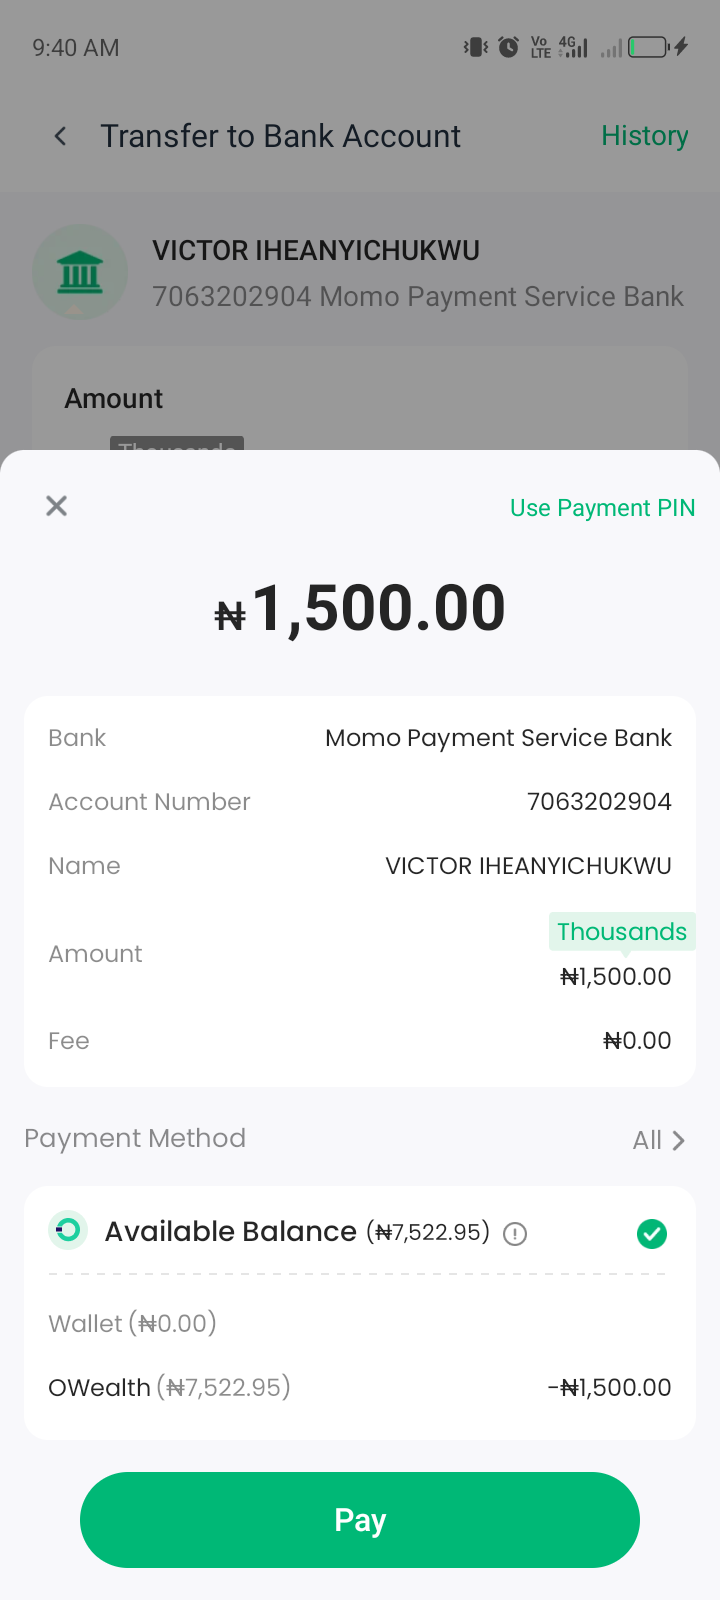 9:40 AM
Vo LTE 4G
Transfer to Bank Account History
VICTOR IHEANYICHUKWU
7063202904 Momo Payment Service Bank
Amount
Thousands
Use Payment PIN
₦1,500.00
Bank Momo Payment Service Bank
Account Number 7063202904
Name VICTOR IHEANYICHUKWU
Thousands
Amount ₦1,500.00
Fee ₦0.00
Payment Method All
Available Balance (₦7,522.95)
Wallet (₦0.00)
OWealth (₦7,522.95) -₦1,500.00
Pay